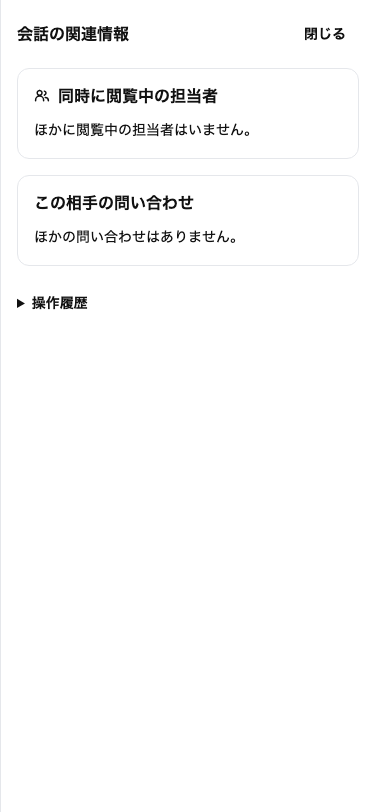 会話の関連情報
閉じる
同時に閲覧中の担当者
ほかに閲覧中の担当者はいません。
この相手の問い合わせ
ほかの問い合わせはありません。
操作履歴